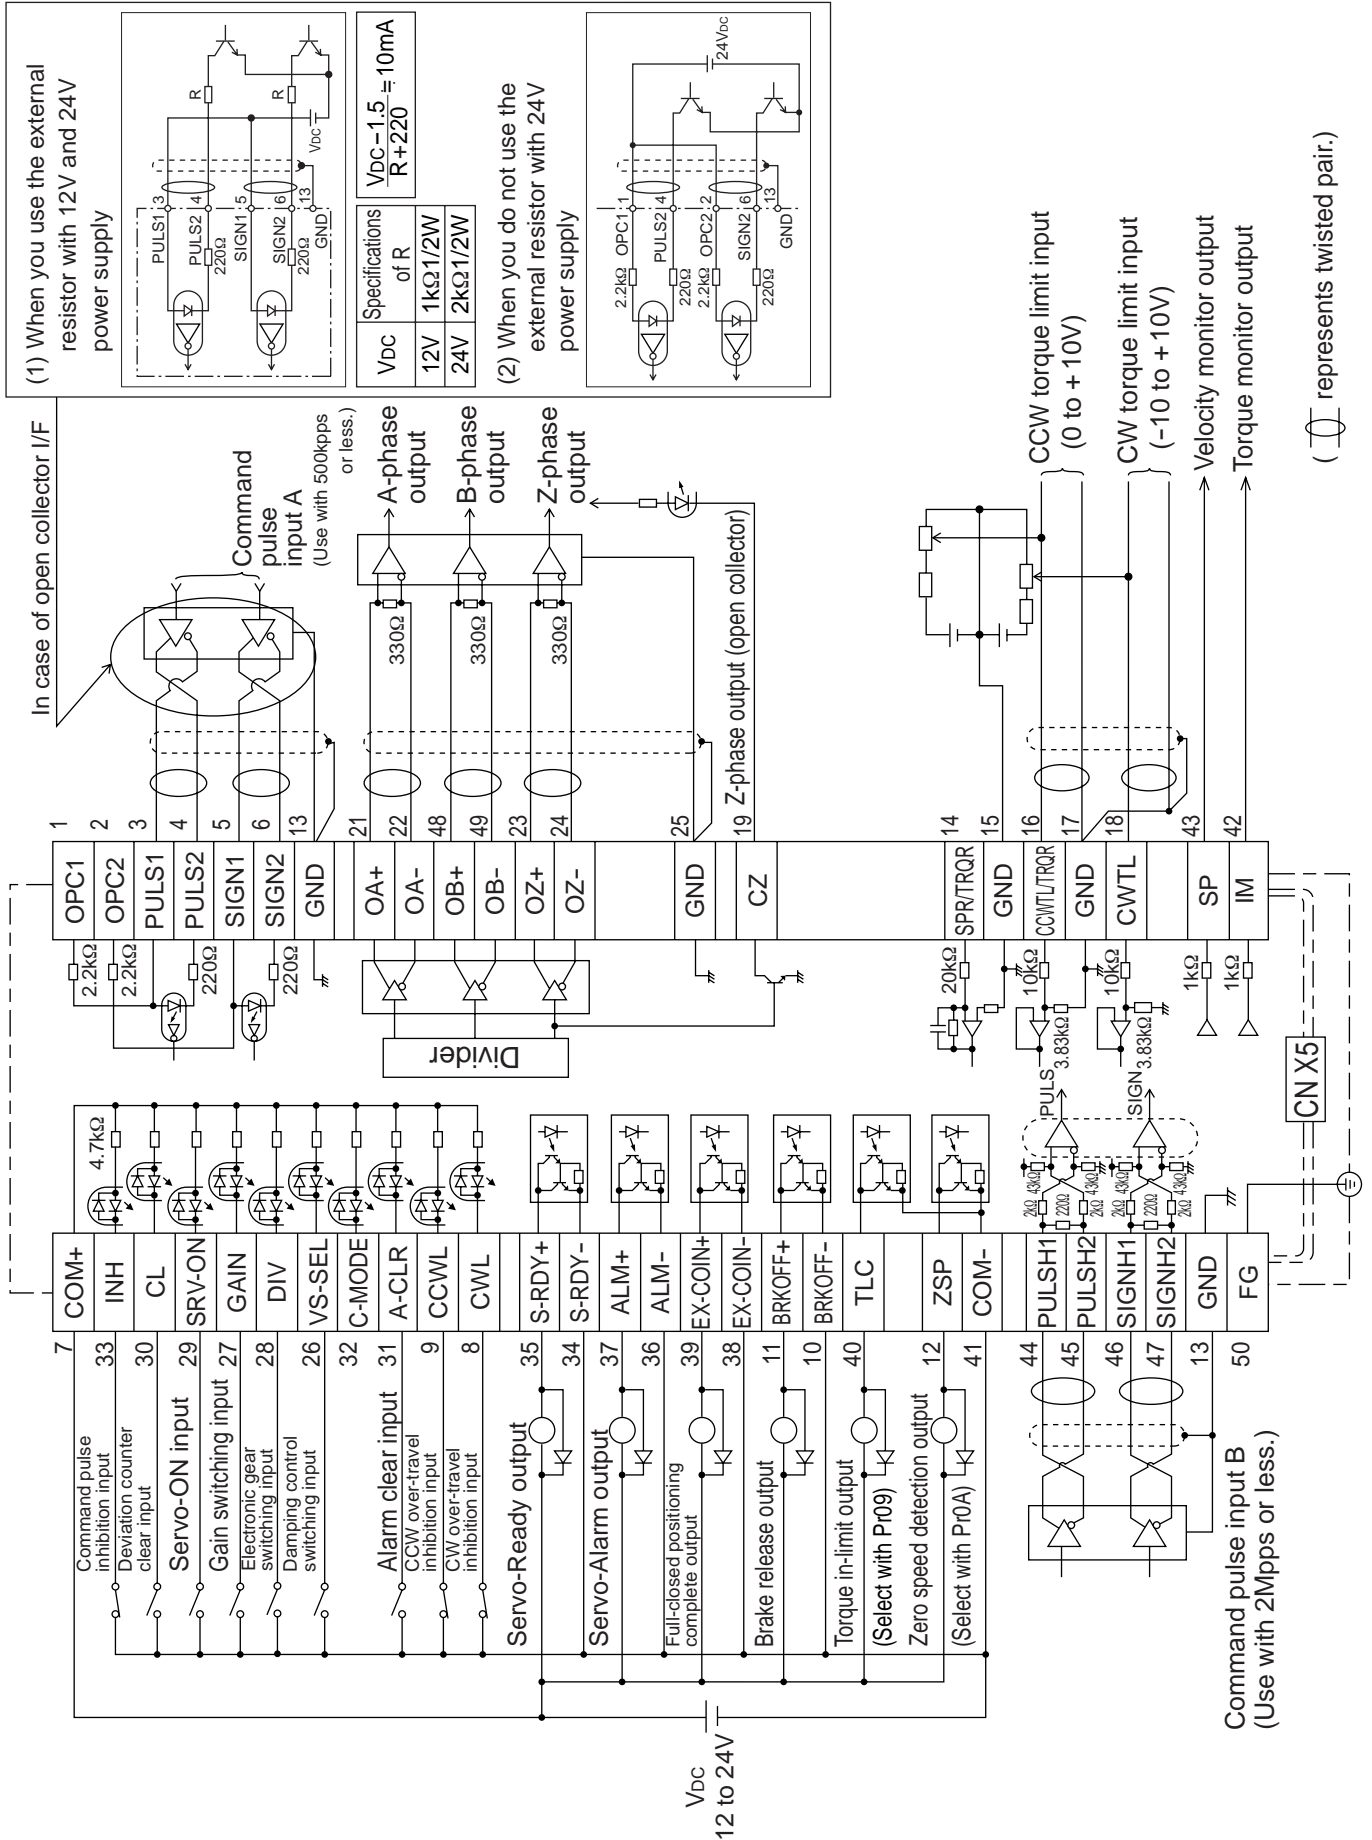 In case of open collector I/F
(1) When you use the external
resistor with 12V and 24V
power supply
PULS1 3
PULS2 4
220Ω
SIGN1 5
SIGN2 6
220Ω
GND 13
R
R
VDC
VDC
Specifications
of R
12V
1kΩ1/2W
24V
2kΩ1/2W
VDC−1.5
R+220
≒10mA
(2) When you do not use the
external resistor with 24V
power supply
2.2kΩ
OPC1 1
PULS2 4
220Ω
2.2kΩ
OPC2 2
SIGN2 6
220Ω
GND
13
24VDC
Command
pulse
input A
(Use with 500kpps
or less.)
A-phase
output
B-phase
output
Z-phase
output
330Ω
330Ω
330Ω
Z-phase output (open collector)
CCW torque limit input
(0 to +10V)
CW torque limit input
(−10 to +10V)
Velocity monitor output
Torque monitor output
( represents twisted pair.)
OPC1 1
OPC2 2
PULS1 3
PULS2 4
SIGN1 5
SIGN2 6
GND 13
OA+ 21
OA- 22
OB+ 48
OB- 49
OZ+ 23
OZ- 24
GND 25
CZ 19
SPR/TRQR 14
GND 15
CCWTL/TRQR 16
GND 17
CWTL 18
SP 43
IM 42
2.2kΩ
2.2kΩ
220Ω
220Ω
Divider
20kΩ
10kΩ
3.83kΩ
10kΩ
3.83kΩ
1kΩ
1kΩ
4.7kΩ
PULS
SIGN
2kΩ
43kΩ
220Ω
2kΩ
43kΩ
2kΩ
43kΩ
220Ω
2kΩ
43kΩ
CN X5
7 COM+
33 INH
30 CL
29 SRV-ON
27 GAIN
28 DIV
26 VS-SEL
32 C-MODE
31 A-CLR
9 CCWL
8 CWL
35 S-RDY+
34 S-RDY−
37 ALM+
36 ALM-
39 EX-COIN+
38 EX-COIN-
11 BRKOFF+
10 BRKOFF-
40 TLC
12 ZSP
41 COM-
44 PULSH1
45 PULSH2
46 SIGNH1
47 SIGNH2
13 GND
50 FG
Command pulse
inhibition input
Deviation counter
clear input
Servo-ON input
Gain switching input
Electronic gear
switching input
Damping control
switching input
Alarm clear input
CCW over-travel
inhibition input
CW over-travel
inhibition input
Servo-Ready output
Servo-Alarm output
Full-closed positioning
complete output
Brake release output
Torque in-limit output
(Select with Pr09)
Zero speed detection output
(Select with Pr0A)
VDC
12 to 24V
Command pulse input B
(Use with 2Mpps or less.)